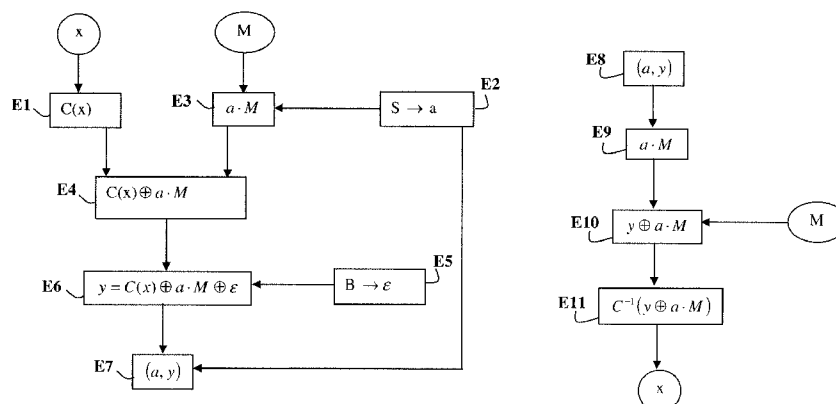 x
M
E1
C(x)
E3
a · M
S → a
E2
E4
C(x) ⊕ a · M
E6
y = C(x) ⊕ a · M ⊕ ε
B → ε
E5
E7
(a, y)
E8
(a, y)
E9
a · M
E10
y ⊕ a · M
M
E11
C⁻¹(y ⊕ a · M)
x